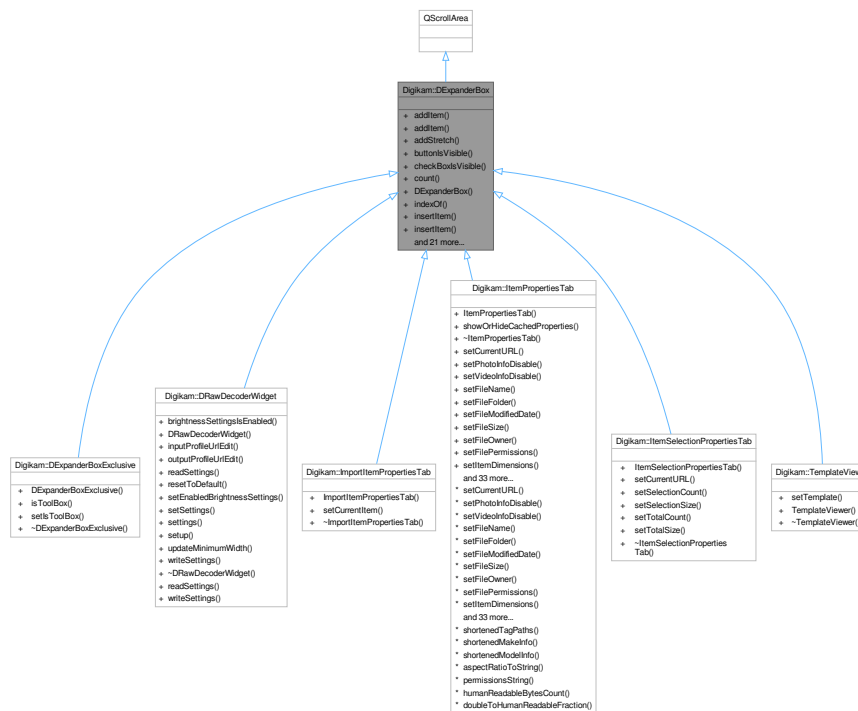 QScrollArea
Digikam::DExpanderBox
+ addItem()
+ addItem()
+ addStretch()
+ buttonIsVisible()
+ checkBoxIsVisible()
+ count()
+ DExpanderBox()
+ indexOf()
+ insertItem()
+ insertItem()
and 21 more...
Digikam::DExpanderBoxExclusive
+ DExpanderBoxExclusive()
+ isToolBox()
+ setIsToolBox()
+ ~DExpanderBoxExclusive()
Digikam::DRawDecoderWidget
+ brightnessSettingsIsEnabled()
+ DRawDecoderWidget()
+ inputProfileUrlEdit()
+ outputProfileUrlEdit()
+ readSettings()
+ resetToDefault()
+ setEnabledBrightnessSettings()
+ setSettings()
+ settings()
+ setup()
+ updateMinimumWidth()
+ writeSettings()
+ ~DRawDecoderWidget()
+ readSettings()
+ writeSettings()
Digikam::ImportItemPropertiesTab
+ ImportItemPropertiesTab()
+ setCurrentItem()
+ ~ImportItemPropertiesTab()
Digikam::ItemPropertiesTab
+ ItemPropertiesTab()
+ showOrHideCachedProperties()
+ ~ItemPropertiesTab()
+ setCurrentURL()
+ setPhotoInfoDisable()
+ setVideoInfoDisable()
+ setFileName()
+ setFileFolder()
+ setFileModifiedDate()
+ setFileSize()
+ setFileOwner()
+ setFilePermissions()
+ setItemDimensions()
and 33 more...
* setCurrentURL()
* setPhotoInfoDisable()
* setVideoInfoDisable()
* setFileName()
* setFileFolder()
* setFileModifiedDate()
* setFileSize()
* setFileOwner()
* setFilePermissions()
* setItemDimensions()
and 33 more...
* shortenedTagPaths()
* shortenedMakeInfo()
* shortenedModelInfo()
* aspectRatioToString()
* permissionsString()
* humanReadableBytesCount()
* doubleToHumanReadableFraction()
Digikam::ItemSelectionPropertiesTab
+ ItemSelectionPropertiesTab()
+ setCurrentURL()
+ setSelectionCount()
+ setSelectionSize()
+ setTotalCount()
+ setTotalSize()
+ ~ItemSelectionProperties
Tab()
Digikam::TemplateViewer
+ setTemplate()
+ TemplateViewer()
+ ~TemplateViewer()